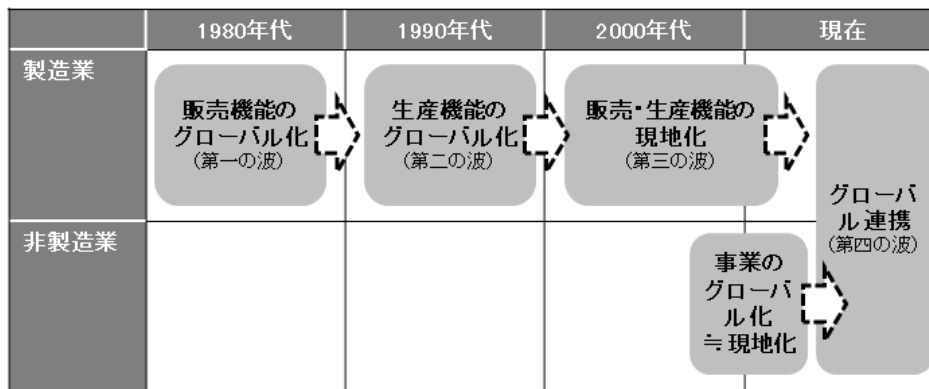 1980年代
1990年代
2000年代
現在
製造業
販売機能の
グローバル化
(第一の波)
生産機能の
グローバル化
(第二の波)
販売・生産機能の
現地化
(第三の波)
グローバ
ル連携
(第四の波)
非製造業
事業の
グローバ
ル化
≒現地化